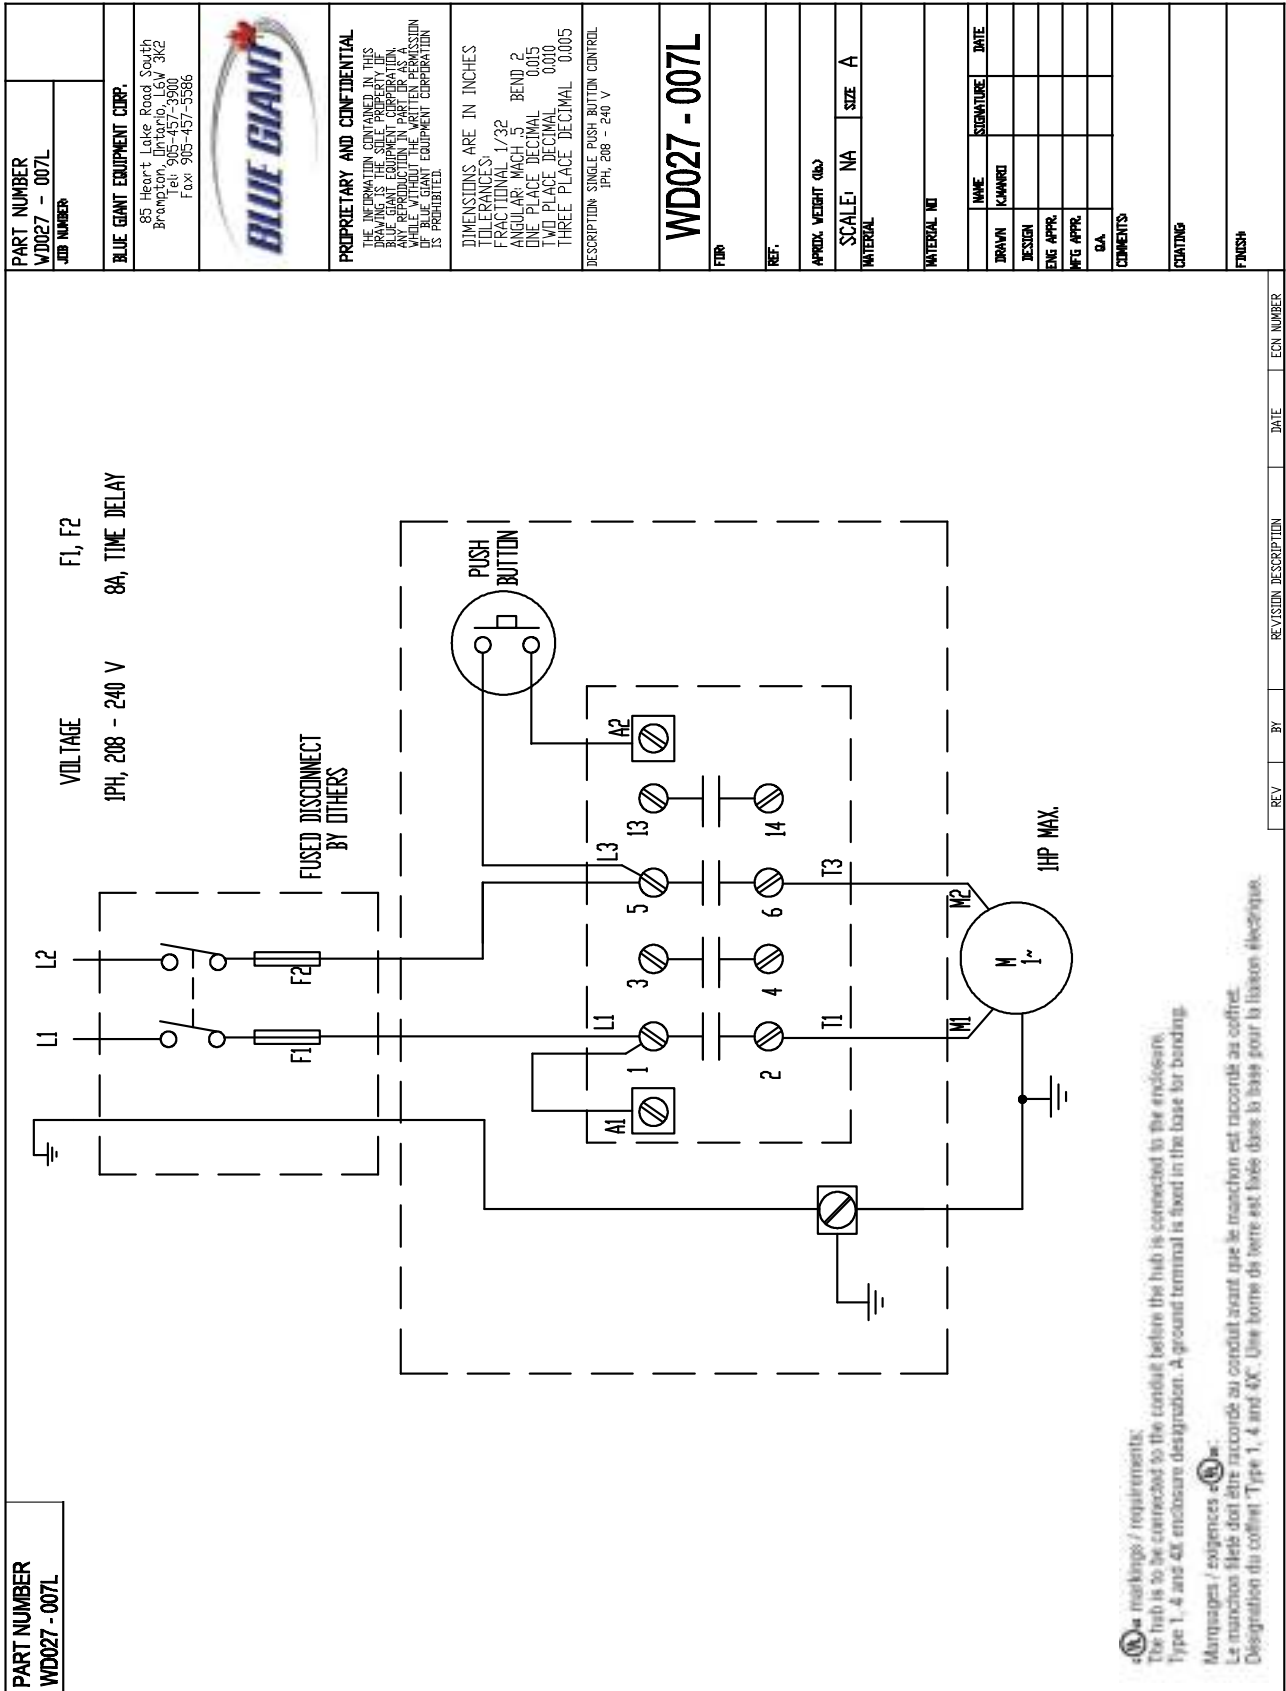 PART NUMBER
WD027 - 007L
VOLTAGE
F1, F2
1PH, 208 - 240 V
8A, TIME DELAY
L1
L2
FUSED DISCONNECT
BY OTHERS
F1
F2
PUSH
BUTTON
A1
L1
L3
A2
1
3
5
13
2
4
6
14
T1
T3
M1
M2
M
1~
1HP MAX.
PART NUMBER
WD027 - 007L
JOB NUMBER:
BLUE GIANT EQUIPMENT CORP.
85 Heart Lake Road South
Brampton, Ontario, L6W 3K2
Tel: 905-457-3900
Fax: 905-457-5586
BLUE GIANT
PROPRIETARY AND CONFIDENTIAL
THE INFORMATION CONTAINED IN THIS
DRAWING IS THE SOLE PROPERTY OF
BLUE GIANT EQUIPMENT CORPORATION.
ANY REPRODUCTION IN PART OR AS A
WHOLE WITHOUT THE WRITTEN PERMISSION
OF BLUE GIANT EQUIPMENT CORPORATION
IS PROHIBITED.
DIMENSIONS ARE IN INCHES
TOLERANCES:
FRACTIONAL 1/32
ANGULAR: MACH .5 BEND 2
ONE PLACE DECIMAL 0.015
TWO PLACE DECIMAL 0.010
THREE PLACE DECIMAL 0.005
DESCRIPTION: SINGLE PUSH BUTTON CONTROL
1PH, 208 - 240 V
WD027 - 007L
FOR:
REF.
APROX. WEIGHT (lb.)
SCALE: NA SIZE A
MATERIAL
MATERIAL NO
NAME SIGNATURE DATE
DRAWN K.MANRO
DESIGN
ENG APPR.
MFG APPR.
Q.A.
COMMENTS:
COATING:
FINISH:
REV BY REVISION DESCRIPTION DATE ECN NUMBER
cULus markings / requirements:
The hub is to be connected to the conduit before the hub is connected to the enclosure.
Type 1, 4 and 4X enclosure designation. A ground terminal is fixed in the base for bonding.
Marquages / exigences cULus:
Le manchon fileté doit être raccordé au conduit avant que le manchon est raccordé au coffret.
Désignation du coffret "Type 1, 4 and 4X". Une borne de terre est fixée dans la base pour la liaison électrique.